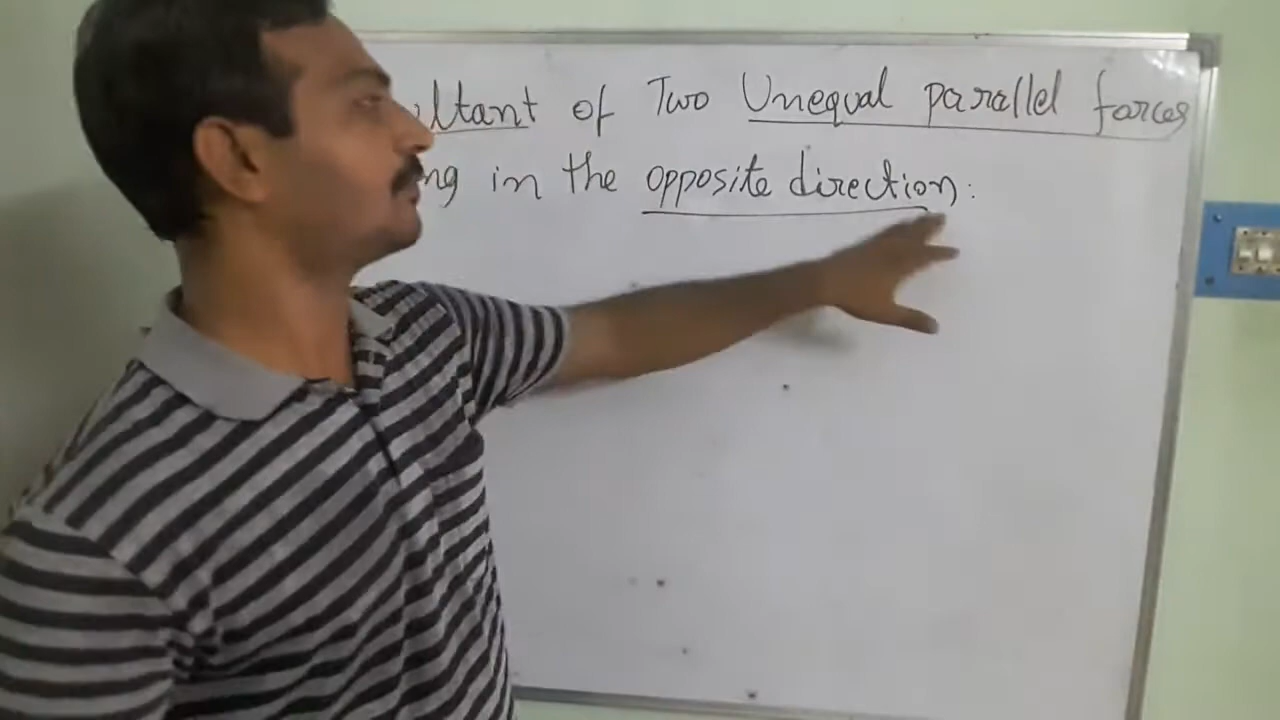 ultant of Two Unequal parallel forces
ng in the opposite direction: